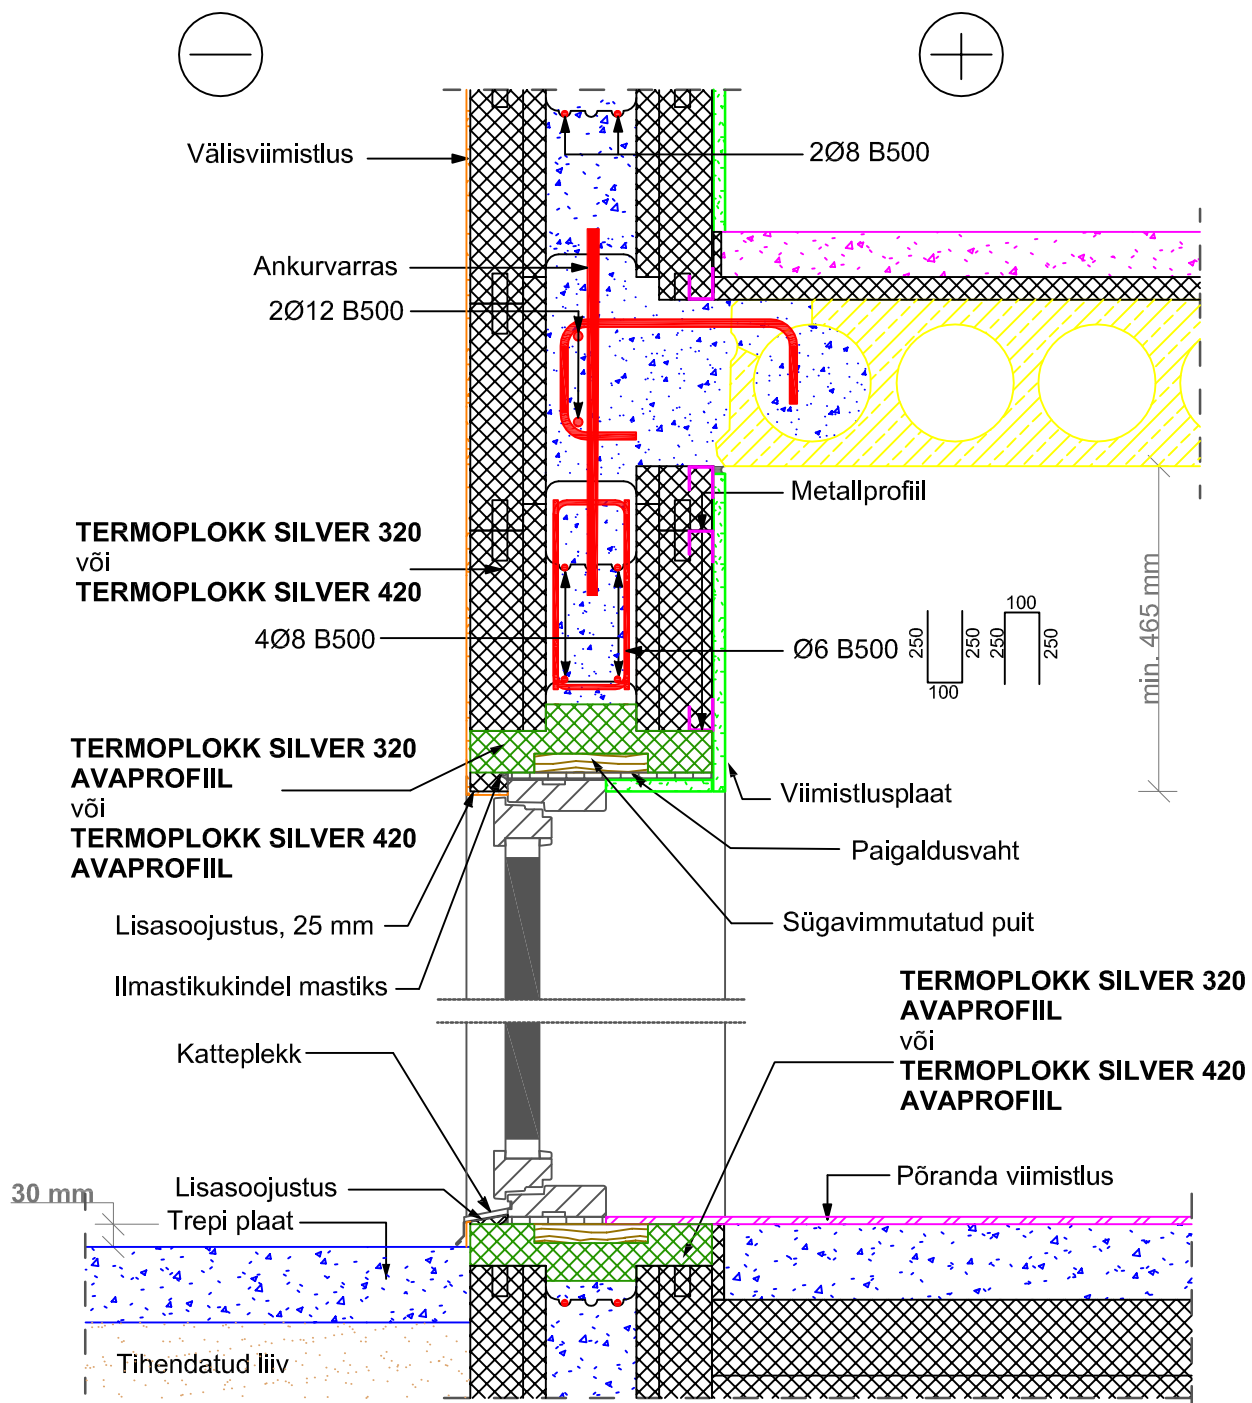 Välisviimistlus
2Ø8 B500
Ankurvarras
2Ø12 B500
Metallprofiil
TERMOPLOKK SILVER 320
või
TERMOPLOKK SILVER 420
4Ø8 B500
Ø6 B500
250
100
250
250
100
250
min. 465 mm
TERMOPLOKK SILVER 320
AVAPROFIIL
või
TERMOPLOKK SILVER 420
AVAPROFIIL
Viimistlusplaat
Paigaldusvaht
Lisasoojustus, 25 mm
Sügavimmutatud puit
Ilmastikukindel mastiks
TERMOPLOKK SILVER 320
AVAPROFIIL
või
TERMOPLOKK SILVER 420
AVAPROFIIL
Katteplekk
Põranda viimistlus
30 mm
Lisasoojustus
Trepi plaat
Tihendatud liiv